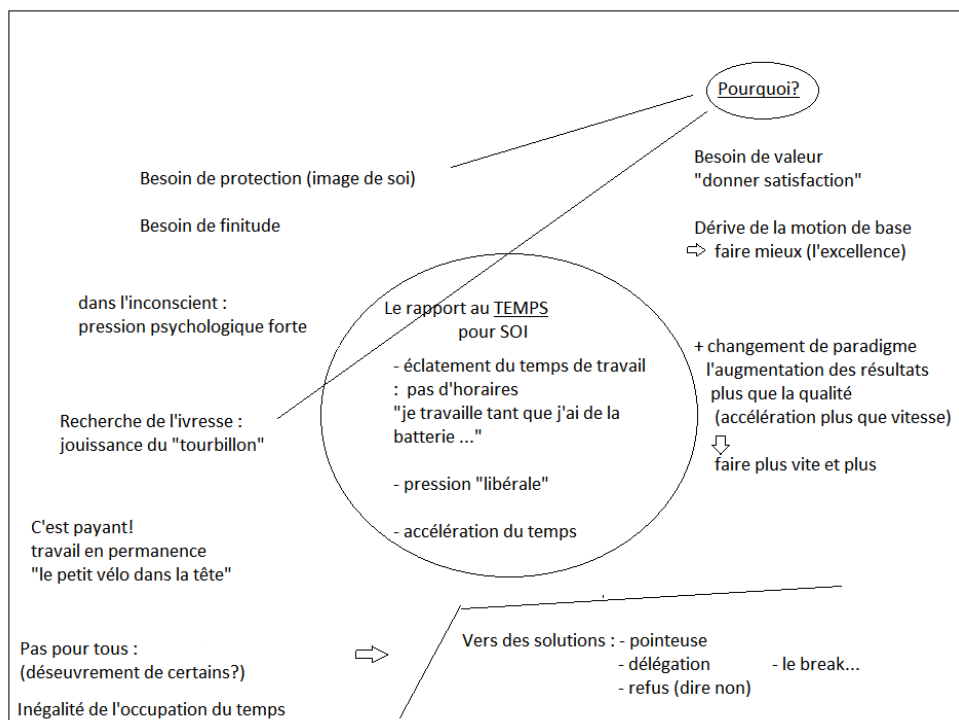 Pourquoi?
Besoin de protection (image de soi)
Besoin de finitude
dans l'inconscient :
pression psychologique forte
Recherche de l'ivresse :
jouissance du "tourbillon"
C'est payant!
travail en permanence
"le petit vélo dans la tête"
Pas pour tous :
(déseuvrement de certains?)
Inégalité de l'occupation du temps
Le rapport au TEMPS
pour SOI
- éclatement du temps de travail
: pas d'horaires
"je travaille tant que j'ai de la
batterie ..."
- pression "libérale"
- accélération du temps
Besoin de valeur
"donner satisfaction"
Dérive de la motion de base
⇨ faire mieux (l'excellence)
+ changement de paradigme
l'augmentation des résultats
plus que la qualité
(accélération plus que vitesse)
faire plus vite et plus
Vers des solutions : - pointeuse
- délégation - le break...
- refus (dire non)